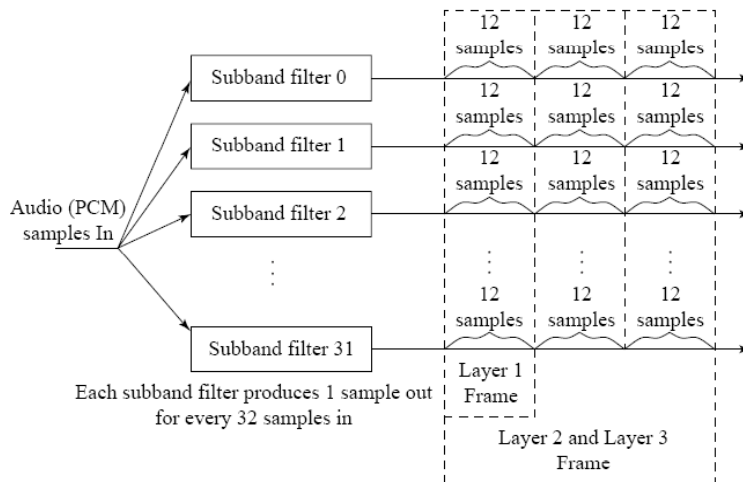 12 12 12
samples samples samples
Subband filter 0
12 12 12
samples samples samples
Subband filter 1
12 12 12
samples samples samples
Audio (PCM)
samples In
Subband filter 2
12 12 12
samples samples samples
Subband filter 31
Each subband filter produces 1 sample out
for every 32 samples in
Layer 1
Frame
Layer 2 and Layer 3
Frame